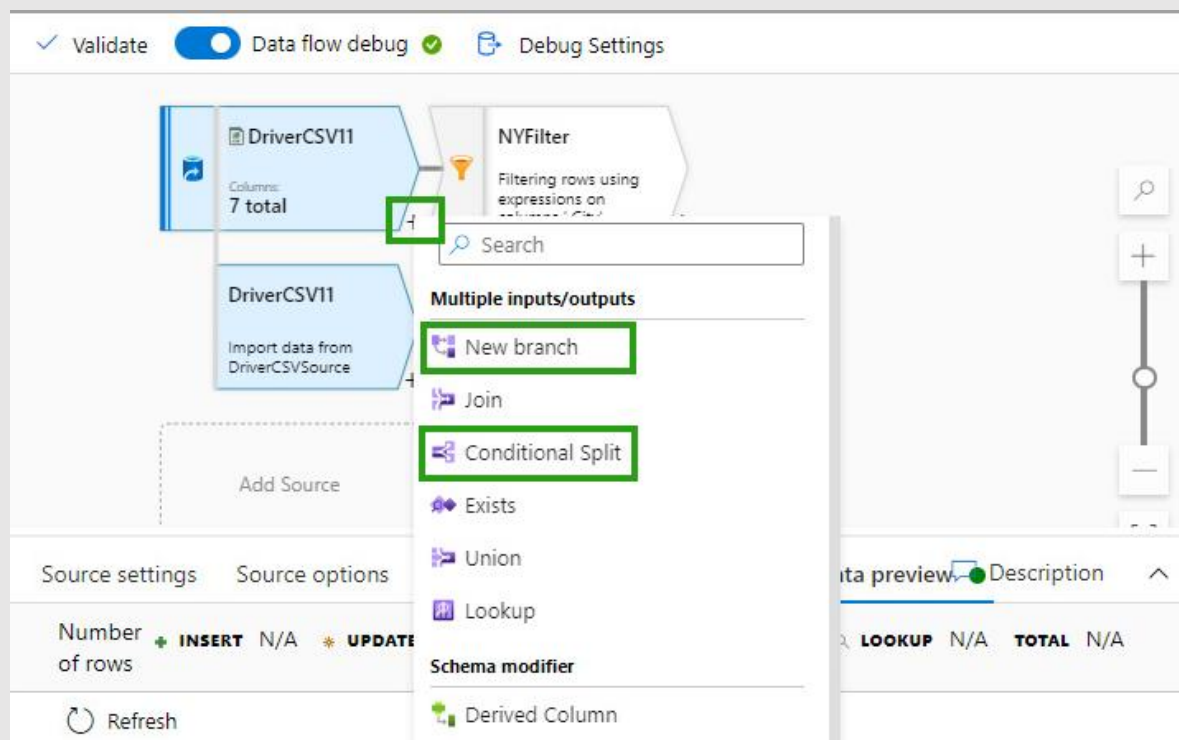 Validate Data flow debug Debug Settings
DriverCSV11
Columns:
7 total
NYFilter
Filtering rows using
expressions on
columns 'City'
DriverCSV11
Import data from
DriverCSVSource
Add Source
Search
Multiple inputs/outputs
New branch
Join
Conditional Split
Exists
Union
Lookup
Schema modifier
Derived Column
Source settings Source options
ata preview Description
Number
of rows
INSERT N/A UPDATE
LOOKUP N/A TOTAL N/A
Refresh